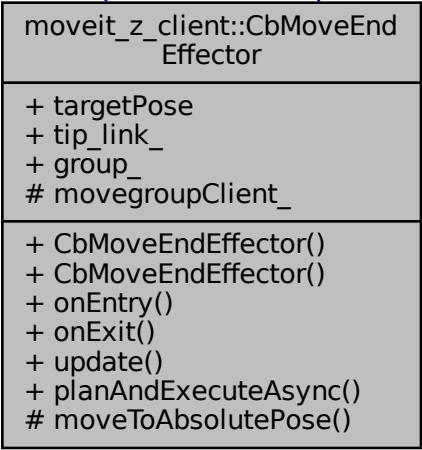 moveit_z_client::CbMoveEnd
Effector
+ targetPose
+ tip_link_
+ group_
# movegroupClient_
+ CbMoveEndEffector()
+ CbMoveEndEffector()
+ onEntry()
+ onExit()
+ update()
+ planAndExecuteAsync()
# moveToAbsolutePose()